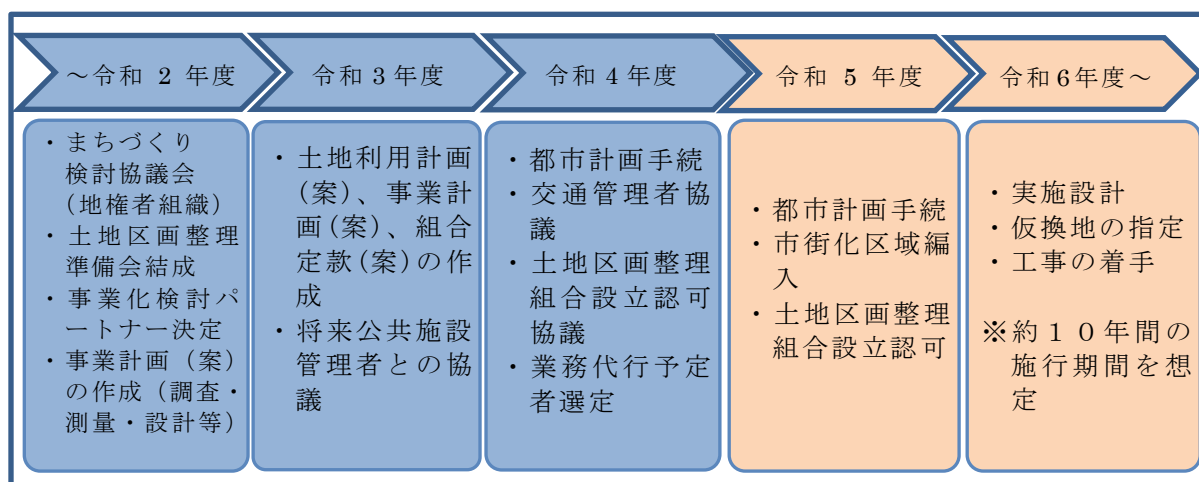 ～令和 2 年度
令和３年度
令和４年度
令和 5 年度
令和６年度～
・まちづくり
検討協議会
(地権者組織)
・土地区画整理
準備会結成
・事業化検討パ
ートナー決定
・事業計画（案）
の作成（調査・
測量・設計等）
・土地利用計画
(案)、事業計
画(案)、組合
定款(案)の作
成
・将来公共施設
管理者との協
議
・都市計画手続
・交通管理者協
議
・土地区画整理
組合設立認可
協議
・業務代行予定
者選定
・都市計画手続
・市街化区域編
入
・土地区画整理
組合設立認可
・実施設計
・仮換地の指定
・工事の着手
※約１０年間の
施行期間を想
定